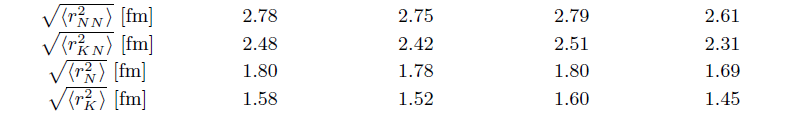 √⟨r²_NN⟩ [fm] 2.78 2.75 2.79 2.61
√⟨r²_KN⟩ [fm] 2.48 2.42 2.51 2.31
√⟨r²_N⟩ [fm] 1.80 1.78 1.80 1.69
√⟨r²_K⟩ [fm] 1.58 1.52 1.60 1.45